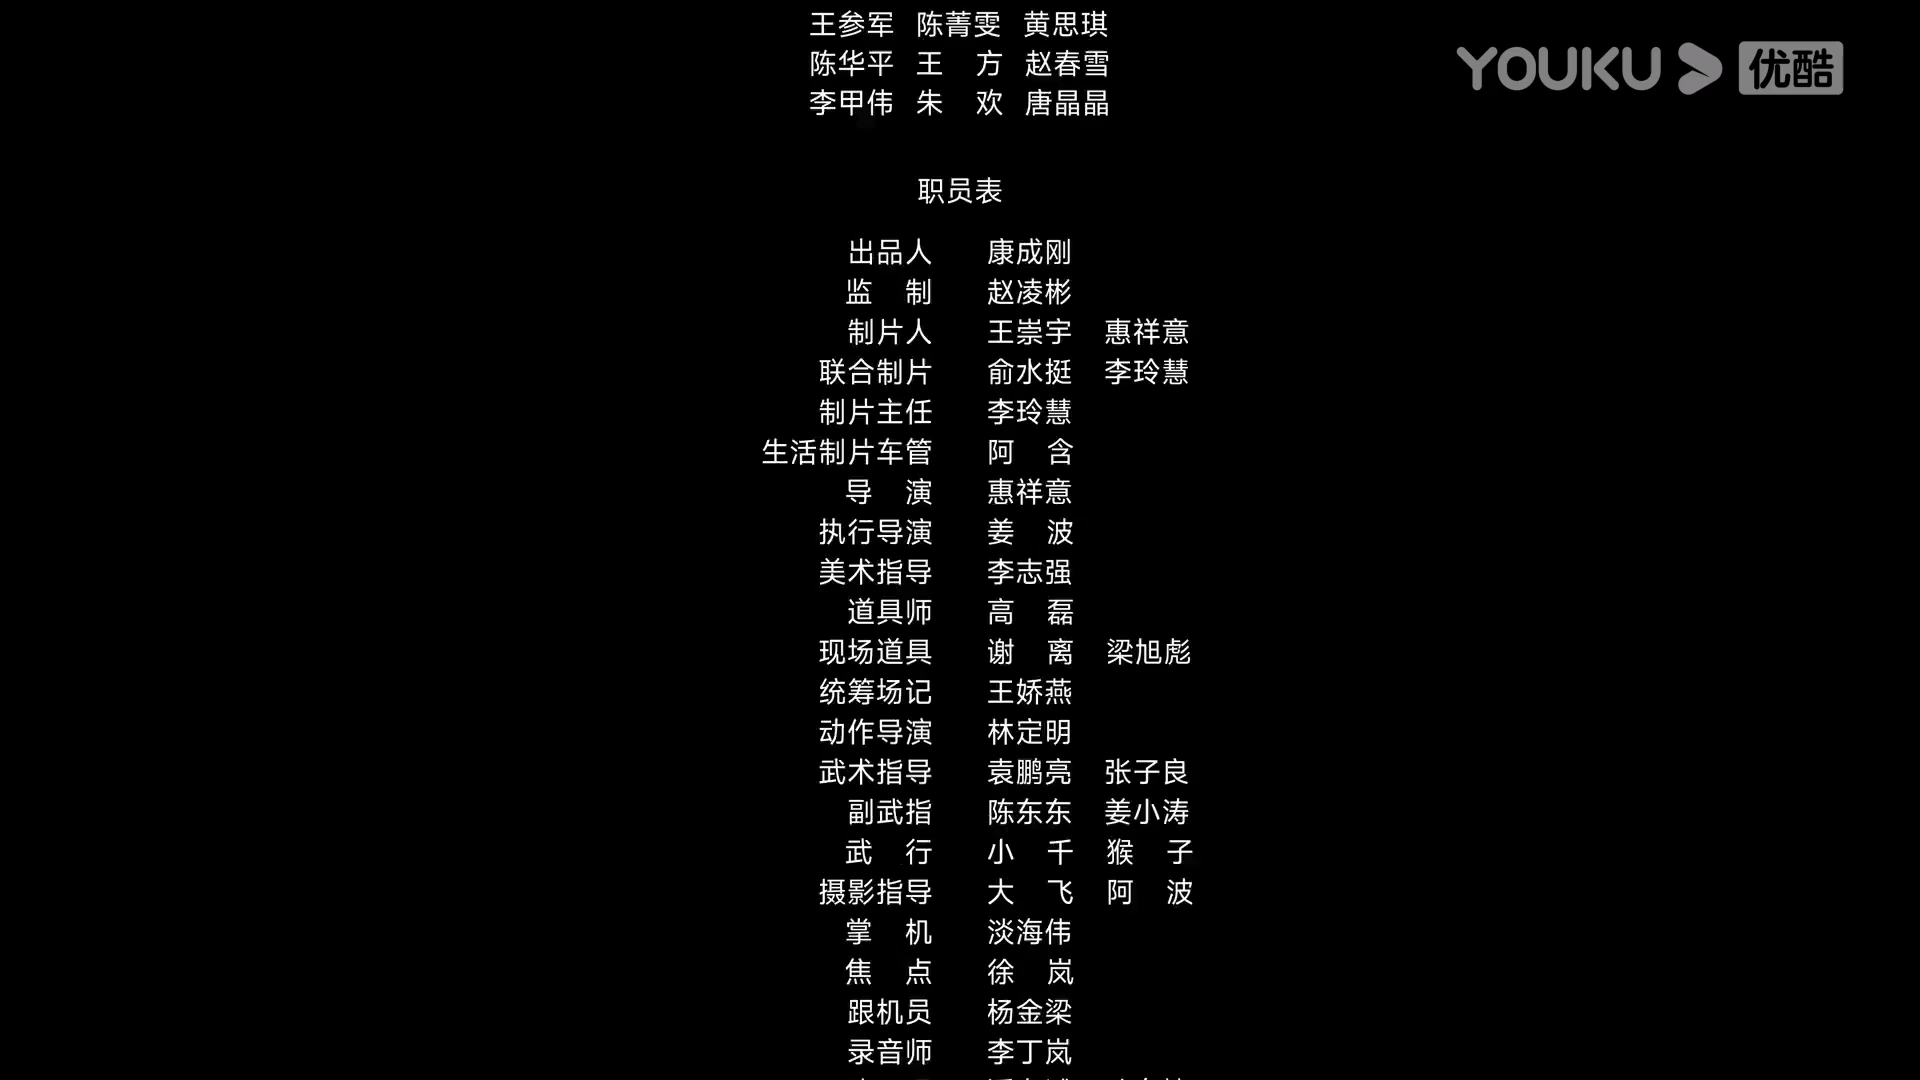 王参军 陈菁雯 黄思琪
YOUKU 优酷
陈华平 王方 赵春雪
李甲伟 朱欢 唐晶晶
职员表
出品人 康成刚
监制 赵凌彬
制片人 王崇宇 惠祥意
联合制片 俞水挺 李玲慧
制片主任 李玲慧
生活制片车管 阿含
导演 惠祥意
执行导演 姜波
美术指导 李志强
道具师 高磊
现场道具 谢离 梁旭彪
统筹场记 王娇燕
动作导演 林定明
武术指导 袁鹏亮 张子良
副武指 陈东东 姜小涛
武行 小千 猴子
摄影指导 大飞 阿波
掌机 淡海伟
焦点 徐岚
跟机员 杨金梁
录音师 李丁岚